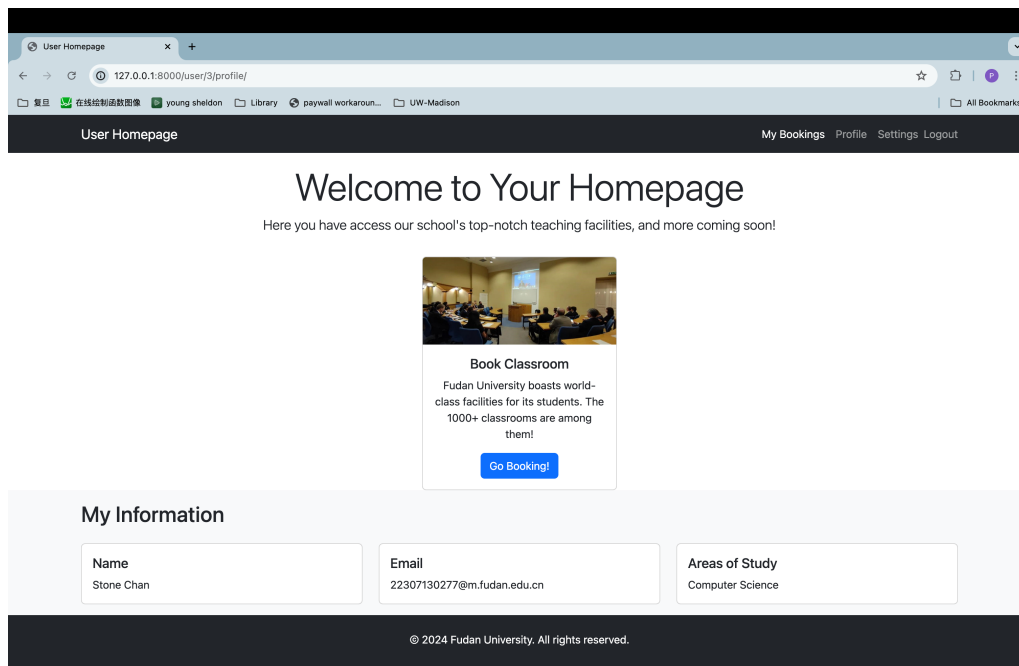 User Homepage
127.0.0.1:8000/user/3/profile/
P
复旦 在线绘制函数图像 young sheldon Library paywall workaroun... UW-Madison All Bookmarks
User Homepage My Bookings Profile Settings Logout
Welcome to Your Homepage
Here you have access our school's top-notch teaching facilities, and more coming soon!
Book Classroom
Fudan University boasts world-
class facilities for its students. The
1000+ classrooms are among
them!
Go Booking!
My Information
Name Email Areas of Study
Stone Chan 22307130277@m.fudan.edu.cn Computer Science
© 2024 Fudan University. All rights reserved.